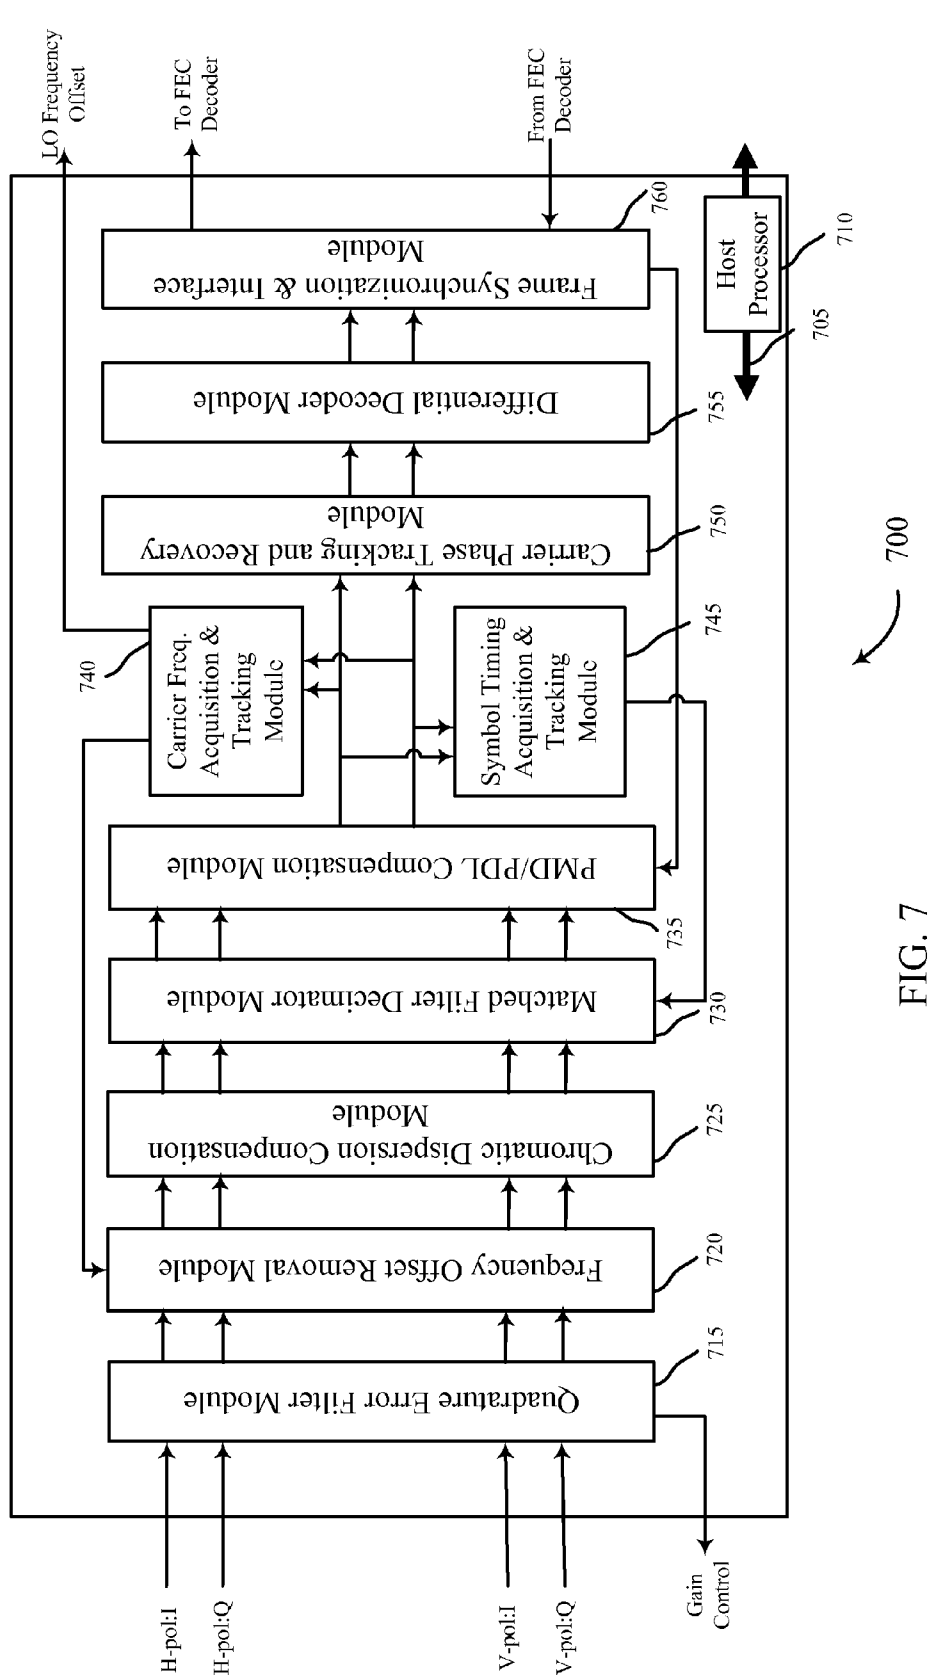 H-pol:I
H-pol:Q
V-pol:I
V-pol:Q
Gain
Control
Quadrature Error Filter Module
715
Frequency Offset Removal Module
720
Chromatic Dispersion Compensation
Module
725
Matched Filter Decimator Module
730
PMD/PDL Compensation Module
735
Carrier Freq.
Acquisition &
Tracking
Module
740
Symbol Timing
Acquisition &
Tracking
Module
745
Carrier Phase Tracking and Recovery
Module
750
Differential Decoder Module
755
Frame Synchronization & Interface
Module
760
LO Frequency
Offset
To FEC
Decoder
From FEC
Decoder
Host
Processor
705
710
700
FIG. 7